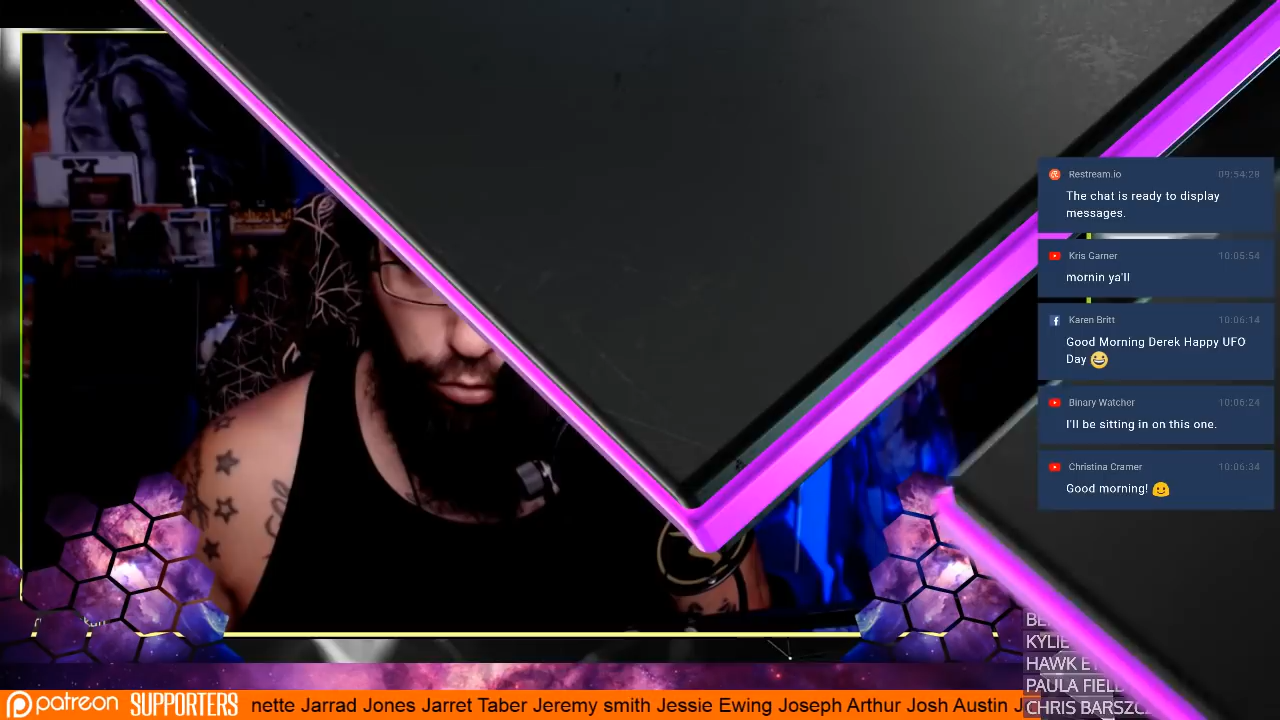 Restream.io 09:54:28
The chat is ready to display
messages.
Kris Garner 10:05:54
mornin ya'll
Karen Britt 10:06:14
Good Morning Derek Happy UFO
Day 😀
Binary Watcher 10:06:24
I'll be sitting in on this one.
Christina Cramer 10:06:34
Good morning! 🙂
KYLIE
HAWK
PAULA FIELD
CHRIS
patreon SUPPORTERS nette Jarrad Jones Jarret Taber Jeremy smith Jessie Ewing Joseph Arthur Josh Austin J